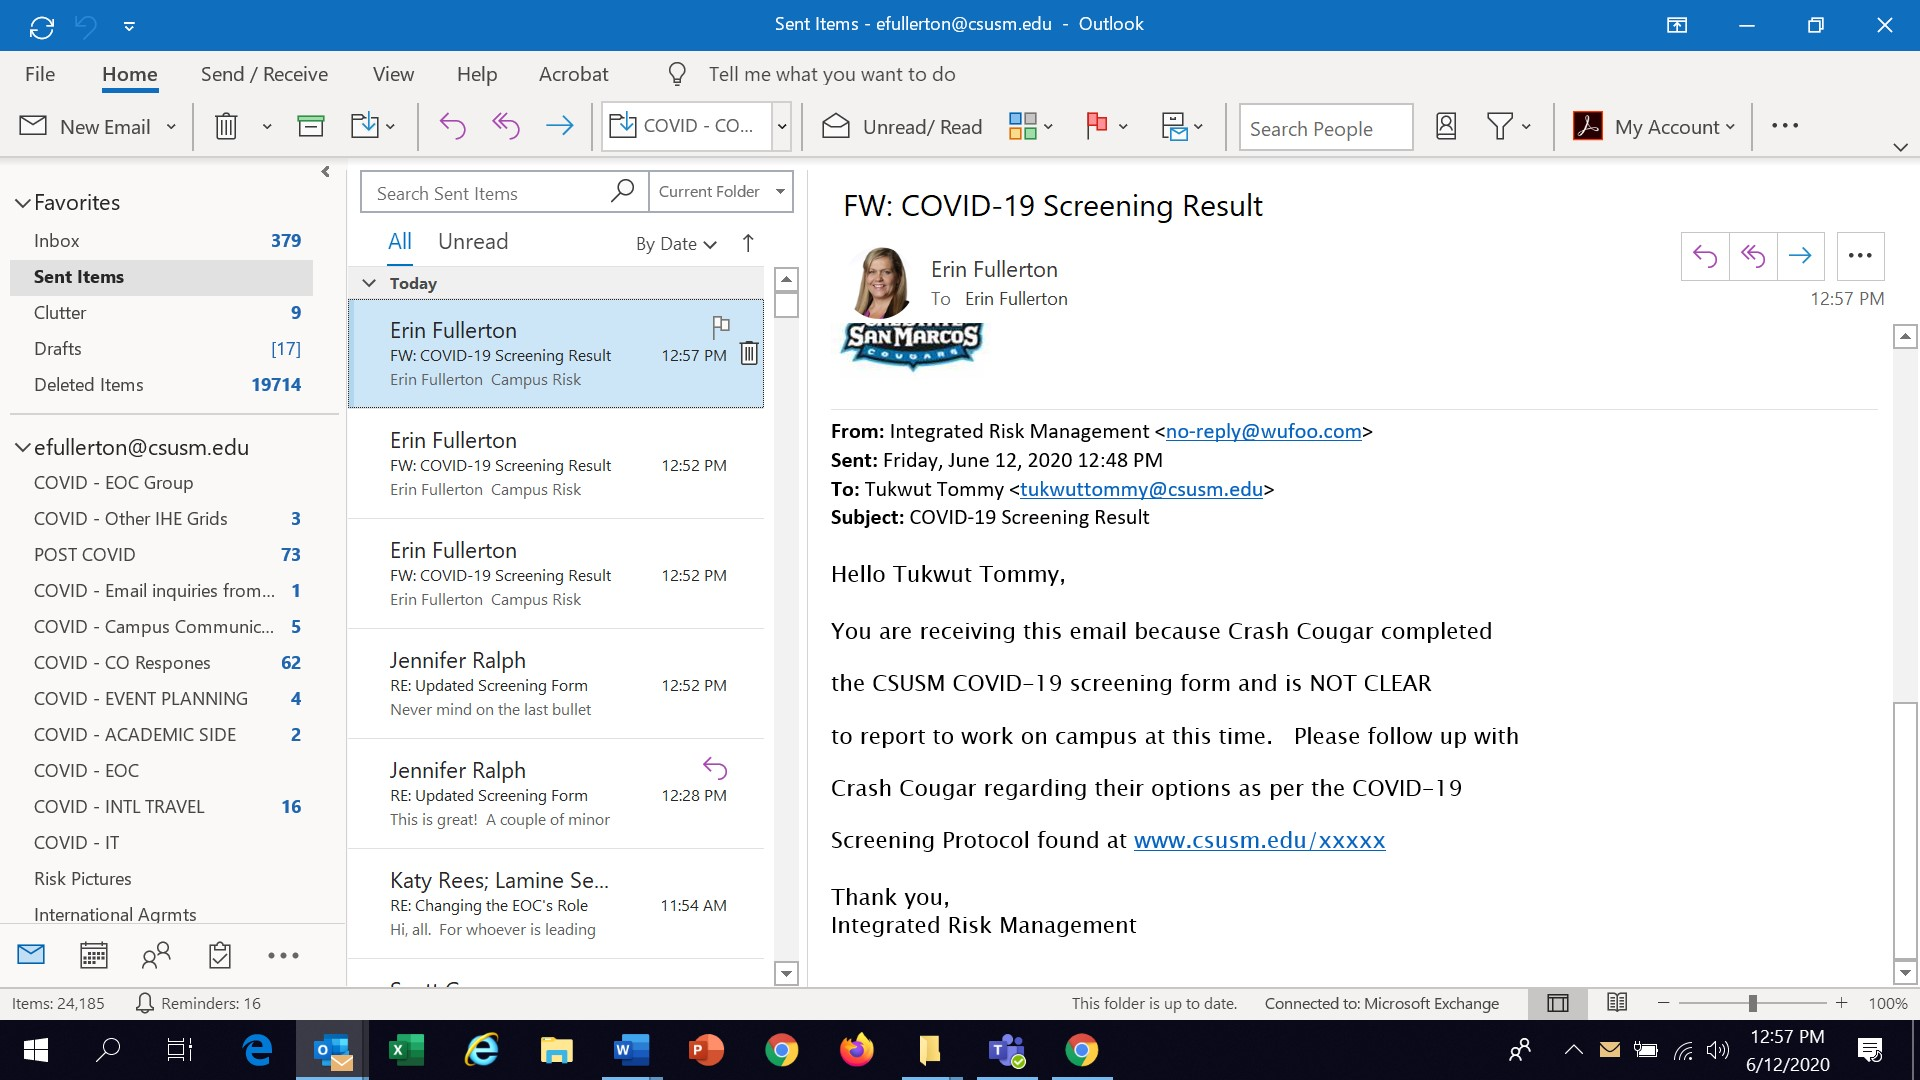 Sent Items - efullerton@csusm.edu - Outlook
File Home Send / Receive View Help Acrobat Tell me what you want to do
New Email COVID - CO... Unread/ Read Search People My Account
Favorites
Inbox 379
Sent Items
Clutter 9
Drafts [17]
Deleted Items 19714
efullerton@csusm.edu
COVID - EOC Group
COVID - Other IHE Grids 3
POST COVID 73
COVID - Email inquiries from... 1
COVID - Campus Communic... 5
COVID - CO Respones 62
COVID - EVENT PLANNING 4
COVID - ACADEMIC SIDE 2
COVID - EOC
COVID - INTL TRAVEL 16
COVID - IT
Risk Pictures
International Agrmts
Search Sent Items Current Folder
All Unread By Date
Today
Erin Fullerton
FW: COVID-19 Screening Result 12:57 PM
Erin Fullerton Campus Risk
Erin Fullerton
FW: COVID-19 Screening Result 12:52 PM
Erin Fullerton Campus Risk
Erin Fullerton
FW: COVID-19 Screening Result 12:52 PM
Erin Fullerton Campus Risk
Jennifer Ralph
RE: Updated Screening Form 12:52 PM
Never mind on the last bullet
Jennifer Ralph
RE: Updated Screening Form 12:28 PM
This is great! A couple of minor
Katy Rees; Lamine Se...
RE: Changing the EOC's Role 11:54 AM
Hi, all. For whoever is leading
FW: COVID-19 Screening Result
Erin Fullerton
To Erin Fullerton
12:57 PM
SAN MARCOS
COUGARS
From: Integrated Risk Management <no-reply@wufoo.com>
Sent: Friday, June 12, 2020 12:48 PM
To: Tukwut Tommy <tukwuttommy@csusm.edu>
Subject: COVID-19 Screening Result
Hello Tukwut Tommy,
You are receiving this email because Crash Cougar completed
the CSUSM COVID-19 screening form and is NOT CLEAR
to report to work on campus at this time. Please follow up with
Crash Cougar regarding their options as per the COVID-19
Screening Protocol found at www.csusm.edu/xxxxx
Thank you,
Integrated Risk Management
Items: 24,185 Reminders: 16 This folder is up to date. Connected to: Microsoft Exchange 100%
12:57 PM
6/12/2020